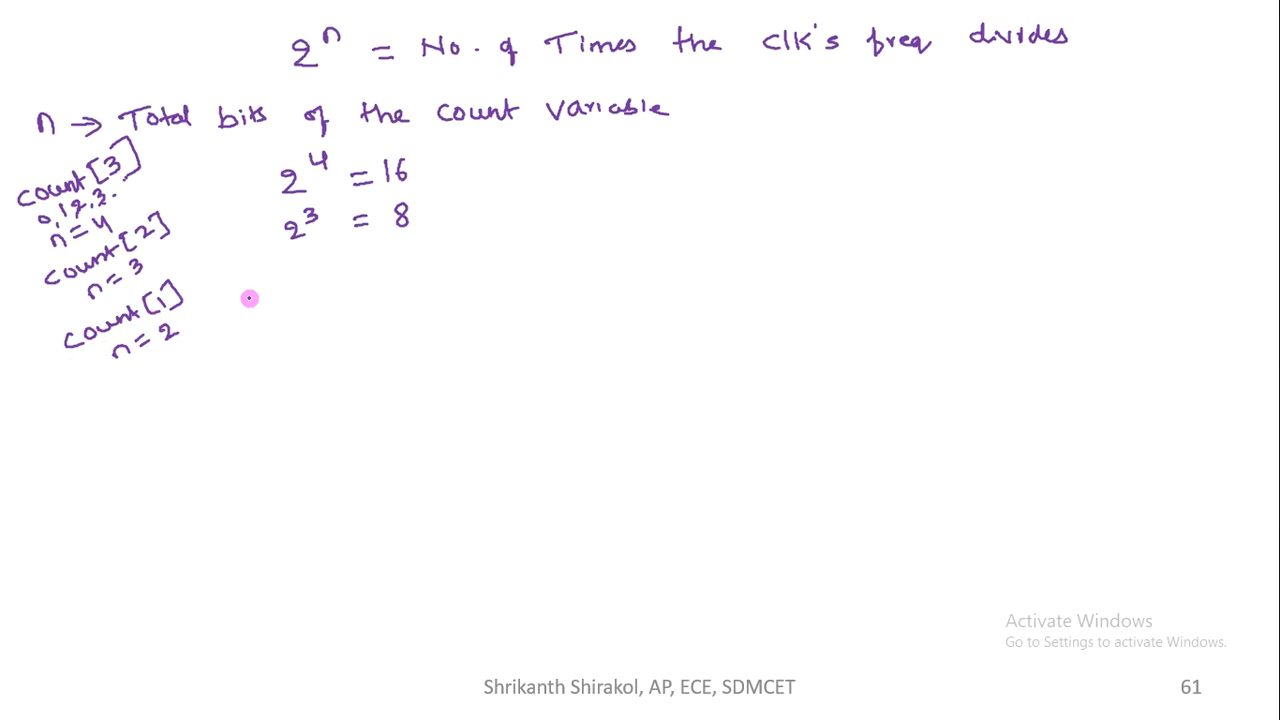 2^n = No. of Times the clk's freq divides
n → Total bits of the count variable
count[3]
0,1,2,3.
n=4
count[2]
n=3
count[1]
n=2
2^4 = 16
2^3 = 8
Activate Windows
Go to Settings to activate Windows.
Shrikanth Shirakol, AP, ECE, SDMCET
61